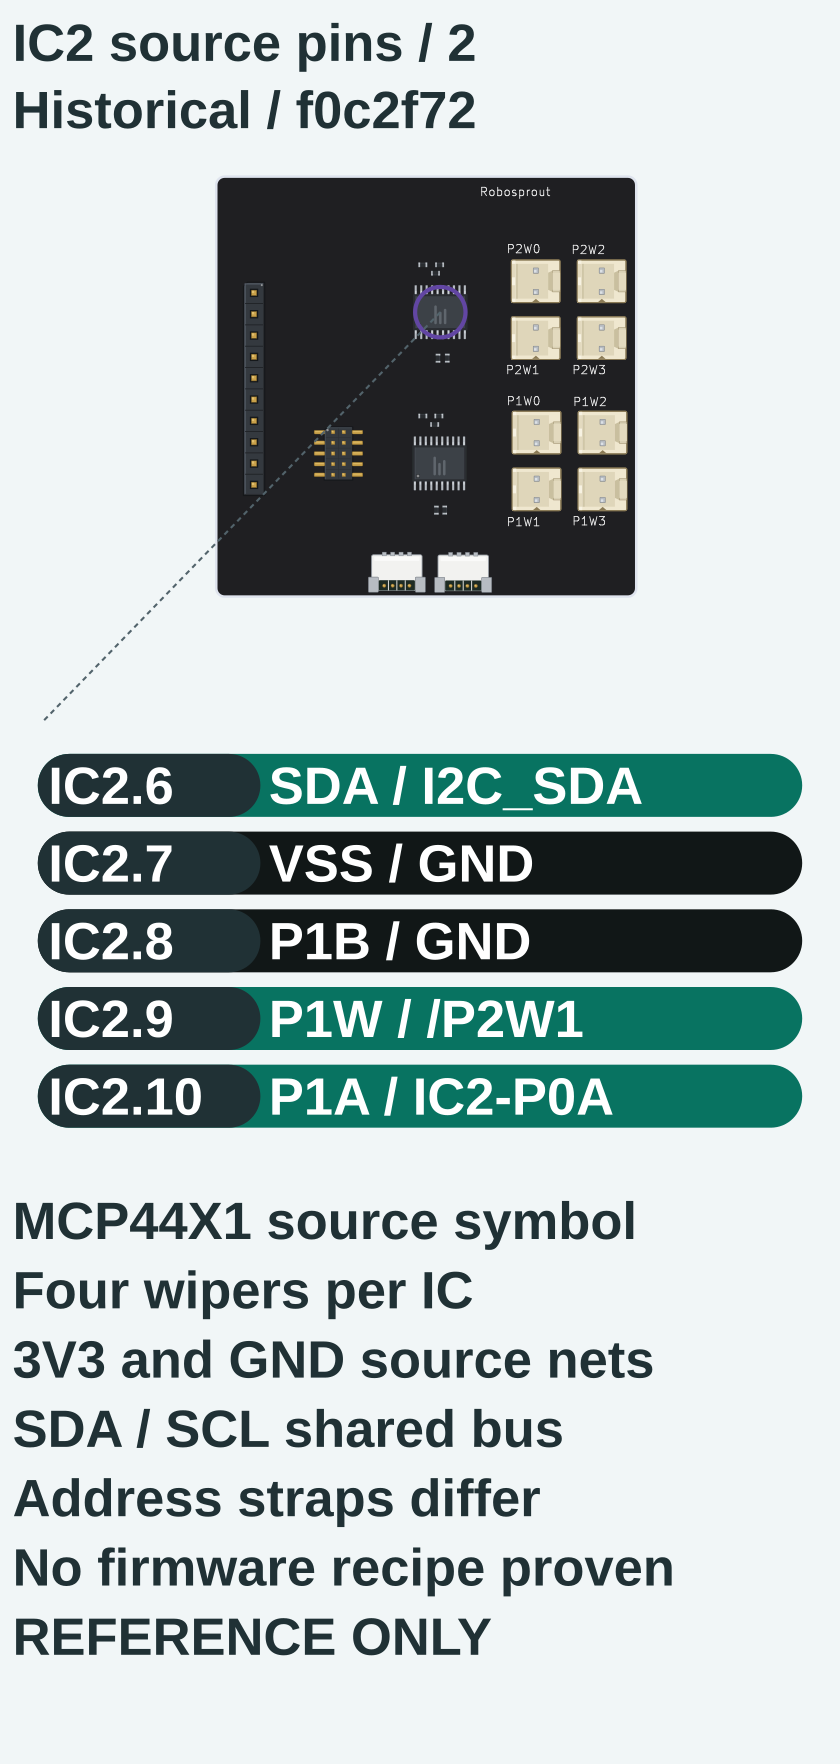 IC2 source pins / 2
Historical / f0c2f72
Robosprout
P2W0 P2W2
P2W1 P2W3
P1W0 P1W2
P1W1 P1W3
IC2.6 SDA / I2C_SDA
IC2.7 VSS / GND
IC2.8 P1B / GND
IC2.9 P1W / /P2W1
IC2.10 P1A / IC2-P0A
MCP44X1 source symbol
Four wipers per IC
3V3 and GND source nets
SDA / SCL shared bus
Address straps differ
No firmware recipe proven
REFERENCE ONLY